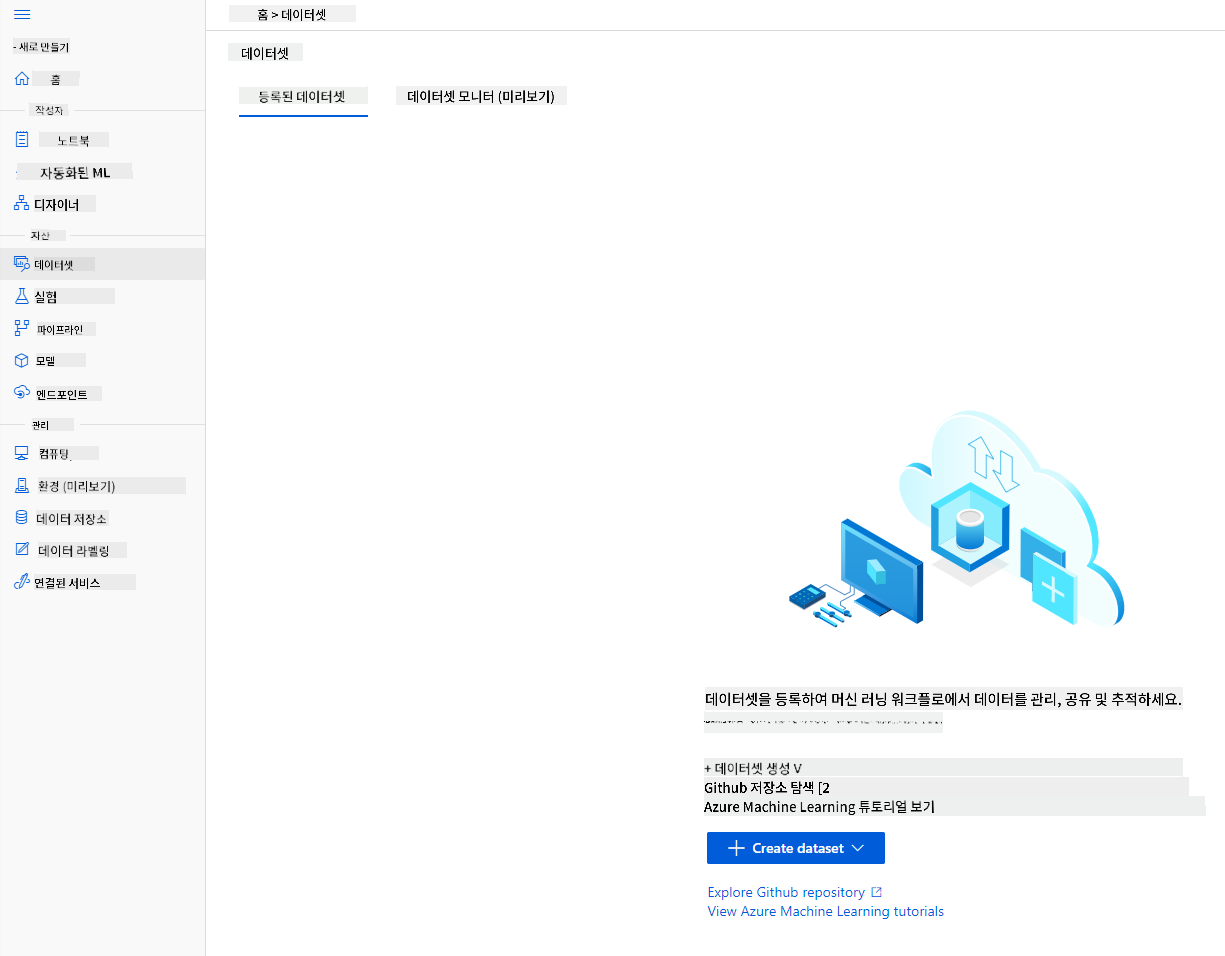 홈 > 데이터셋
- 새로 만들기
데이터셋
홈
등록된 데이터셋
데이터셋 모니터 (미리보기)
작성자
노트북
자동화된 ML
디자이너
자산
데이터셋
실험
파이프라인
모델
엔드포인트
관리
컴퓨팅
환경 (미리보기)
데이터 저장소
데이터 라벨링
연결된 서비스
데이터셋을 등록하여 머신 러닝 워크플로에서 데이터를 관리, 공유 및 추적하세요.
+ 데이터셋 생성 V
Github 저장소 탐색 [2
Azure Machine Learning 튜토리얼 보기
Create dataset
Explore Github repository
View Azure Machine Learning tutorials